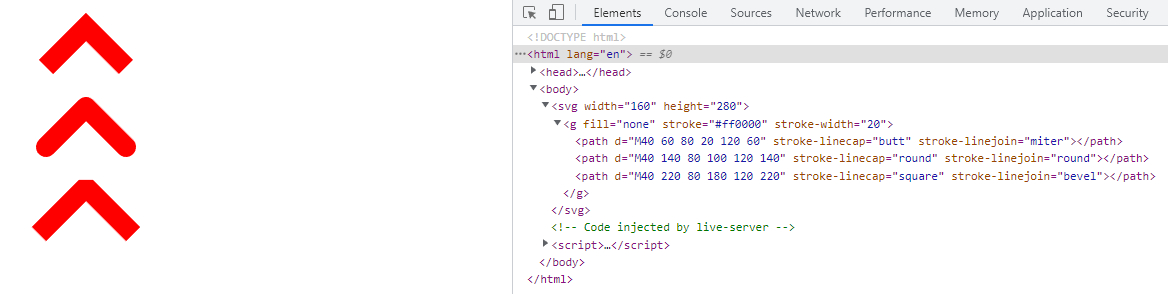 Elements Console Sources Network Performance Memory Application Security
<!DOCTYPE html>
…<html lang="en"> == $0
<head>…</head>
<body>
<svg width="160" height="280">
<g fill="none" stroke="#ff0000" stroke-width="20">
<path d="M40 60 80 20 120 60" stroke-linecap="butt" stroke-linejoin="miter"></path>
<path d="M40 140 80 100 120 140" stroke-linecap="round" stroke-linejoin="round"></path>
<path d="M40 220 80 180 120 220" stroke-linecap="square" stroke-linejoin="bevel"></path>
</g>
</svg>
<!-- Code injected by live-server -->
<script>…</script>
</body>
</html>